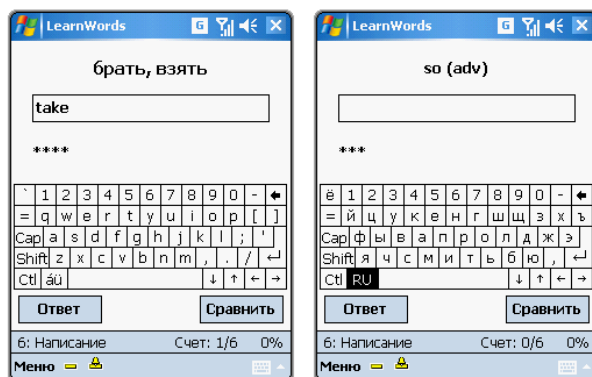 LearnWords G
брать, взять
take
****
` 1 2 3 4 5 6 7 8 9 0 -
= q w e r t y u i o p [ ]
Cap a s d f g h j k l ; '
Shift z x c v b n m , . / ↵
Ctl áü ↓ ↑ ← →
Ответ Сравнить
6: Написание Счет: 1/6 0%
Меню
LearnWords G
so (adv)
***
ё 1 2 3 4 5 6 7 8 9 0 -
= й ц у к е н г ш щ з х ъ
Cap ф ы в а п р о л д ж э
Shift я ч с м и т ь б ю , ↵
Ctl RU ↓ ↑ ← →
Ответ Сравнить
6: Написание Счет: 0/6 0%
Меню